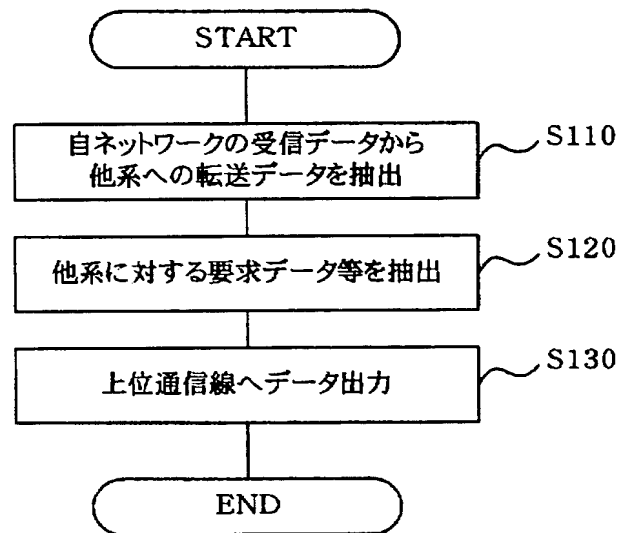 START
自ネットワークの受信データから
他系への転送データを抽出
S110
他系に対する要求データ等を抽出
S120
上位通信線へデータ出力
S130
END